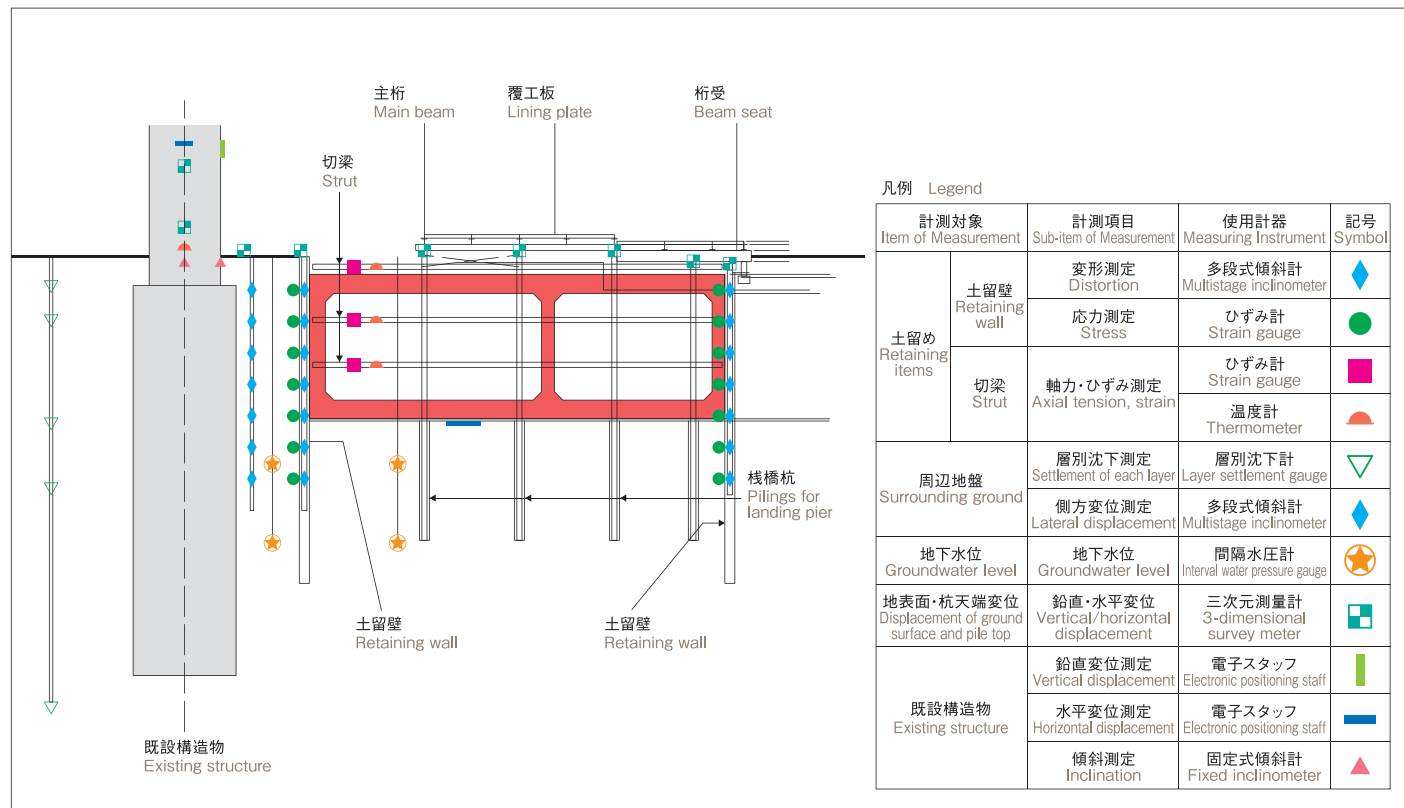 主桁
Main beam
覆工板
Lining plate
桁受
Beam seat
切梁
Strut
桟橋杭
Pilings for
landing pier
土留壁
Retaining wall
土留壁
Retaining wall
既設構造物
Existing structure
凡例 Legend
計測対象
Item of Measurement
計測項目
Sub-item of Measurement
使用計器
Measuring Instrument
記号
Symbol
土留め
Retaining
items
土留壁
Retaining
wall
変形測定
Distortion
多段式傾斜計
Multistage inclinometer
応力測定
Stress
ひずみ計
Strain gauge
切梁
Strut
軸力・ひずみ測定
Axial tension, strain
ひずみ計
Strain gauge
温度計
Thermometer
周辺地盤
Surrounding ground
層別沈下測定
Settlement of each layer
層別沈下計
Layer settlement gauge
側方変位測定
Lateral displacement
多段式傾斜計
Multistage inclinometer
地下水位
Groundwater level
地下水位
Groundwater level
間隔水圧計
Interval water pressure gauge
地表面・杭天端変位
Displacement of ground
surface and pile top
鉛直・水平変位
Vertical/horizontal
displacement
三次元測量計
3-dimensional
survey meter
既設構造物
Existing structure
鉛直変位測定
Vertical displacement
電子スタッフ
Electronic positioning staff
水平変位測定
Horizontal displacement
電子スタッフ
Electronic positioning staff
傾斜測定
Inclination
固定式傾斜計
Fixed inclinometer